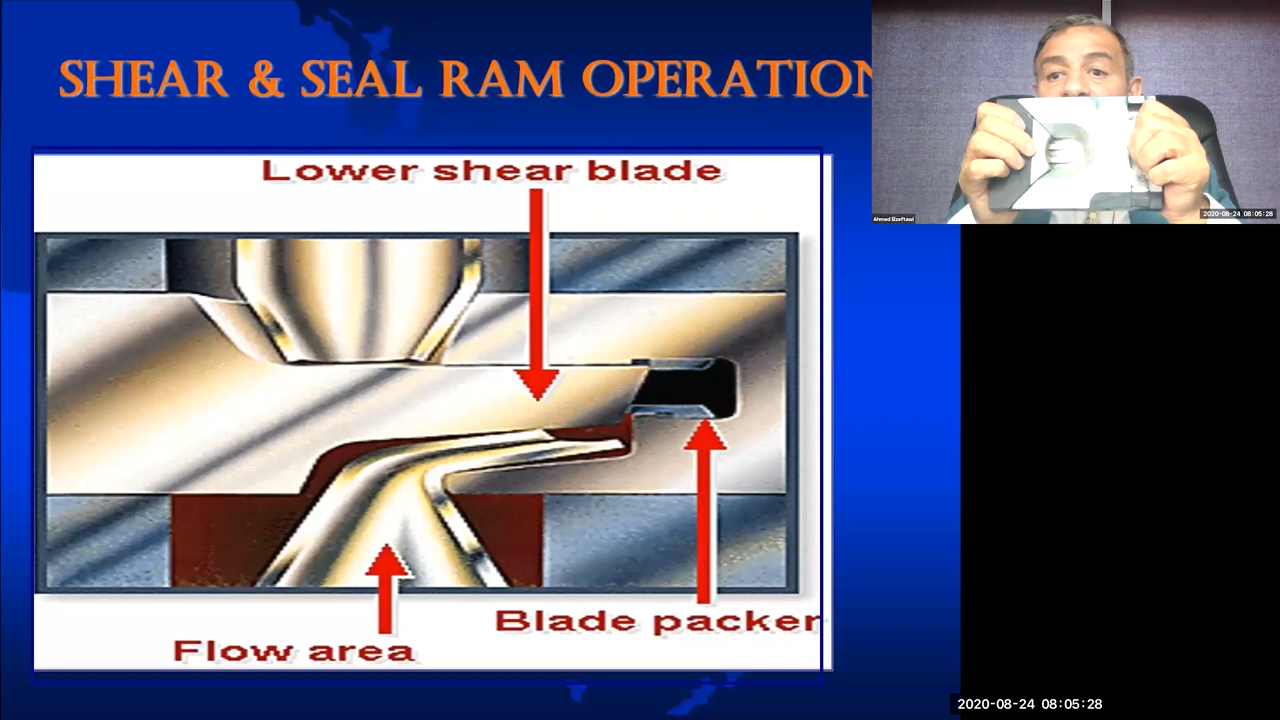 SHEAR & SEAL RAM OPERATION
Lower shear blade
Blade packer
Flow area
Ahmed Elzeftawi
2020-08-24 08:05:28
2020-08-24 08:05:28